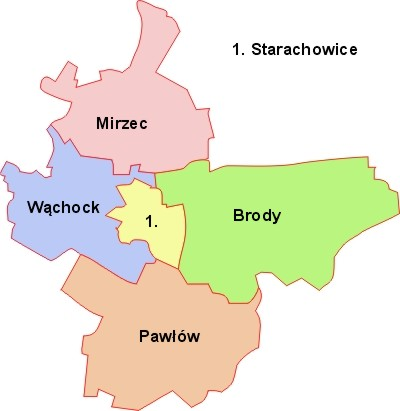 1. Starachowice
Mirzec
Wąchock
1.
Brody
Pawłów